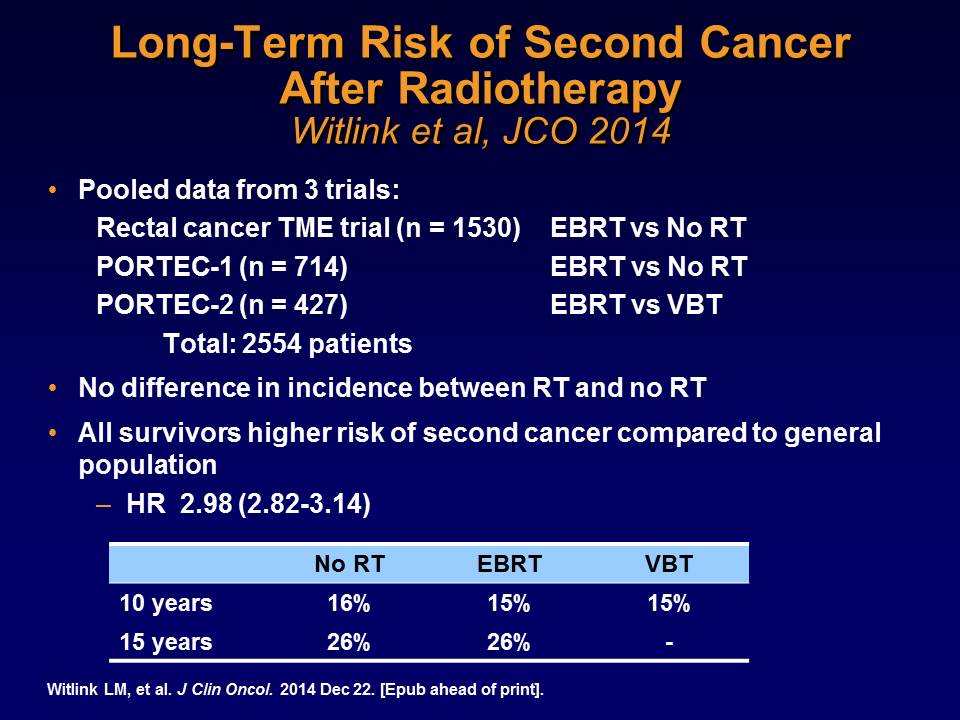 Long-Term Risk of Second Cancer
After Radiotherapy
Witlink et al, JCO 2014
• Pooled data from 3 trials:
Rectal cancer TME trial (n = 1530) EBRT vs No RT
PORTEC-1 (n = 714) EBRT vs No RT
PORTEC-2 (n = 427) EBRT vs VBT
Total: 2554 patients
• No difference in incidence between RT and no RT
• All survivors higher risk of second cancer compared to general
population
– HR 2.98 (2.82-3.14)
No RT EBRT VBT
10 years 16% 15% 15%
15 years 26% 26% -
Witlink LM, et al. J Clin Oncol. 2014 Dec 22. [Epub ahead of print].